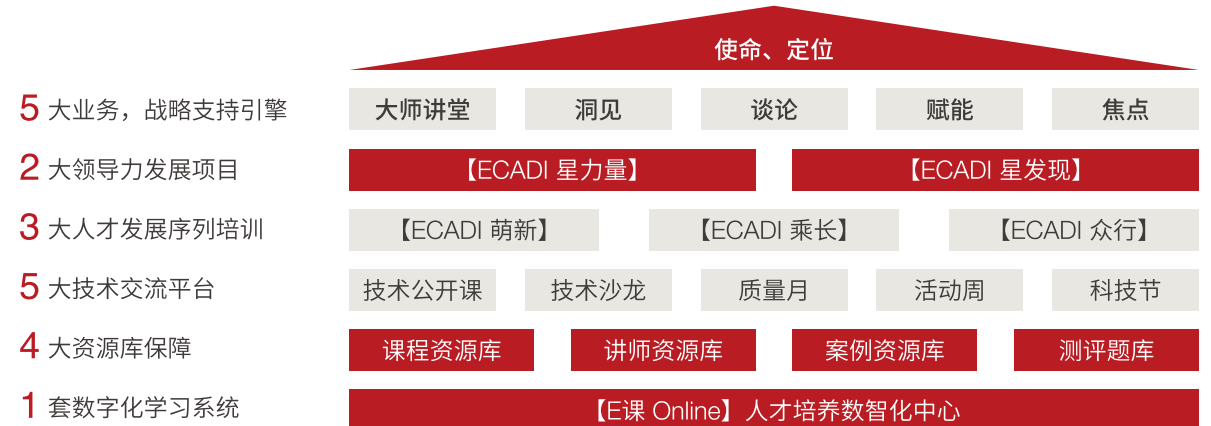 使命、定位
5 大业务，战略支持引擎 大师讲堂 洞见 谈论 赋能 焦点
2 大领导力发展项目 【ECADI 星力量】 【ECADI 星发现】
3 大人才发展序列培训 【ECADI 萌新】 【ECADI 乘长】 【ECADI 众行】
5 大技术交流平台 技术公开课 技术沙龙 质量月 活动周 科技节
4 大资源库保障 课程资源库 讲师资源库 案例资源库 测评题库
1 套数字化学习系统 【E课 Online】人才培养数智化中心